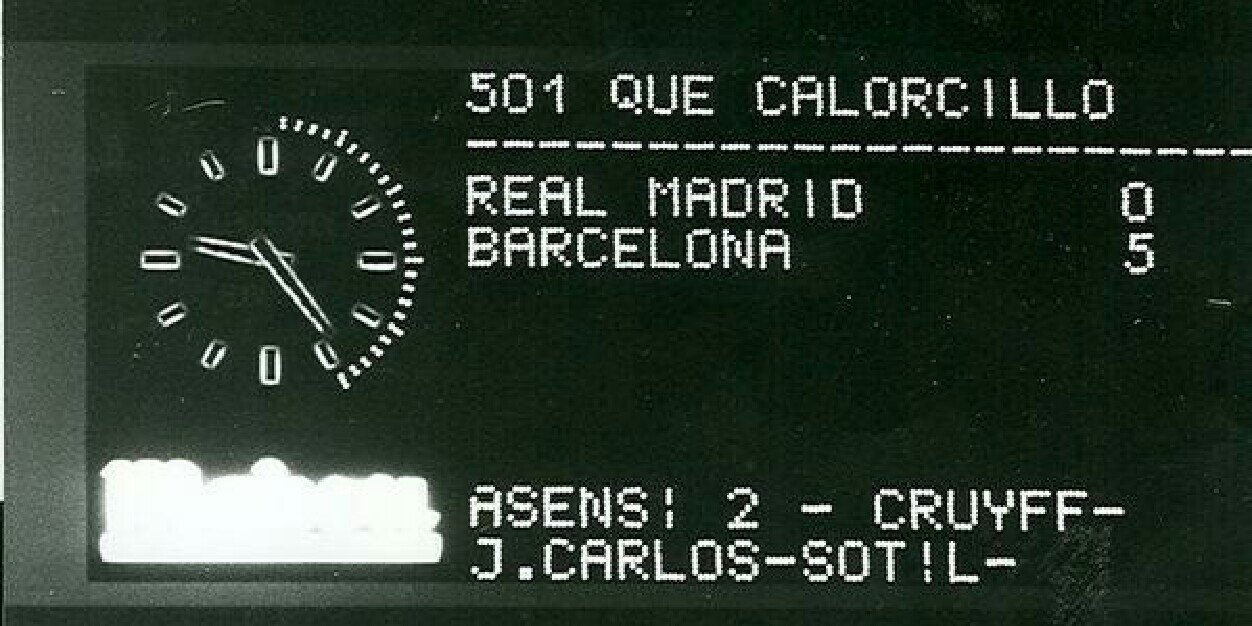 501 QUE CALORCILLO
REAL MADRID 0
BARCELONA 5
ASENSI 2 - CRUYFF-
J.CARLOS-SOTIL-